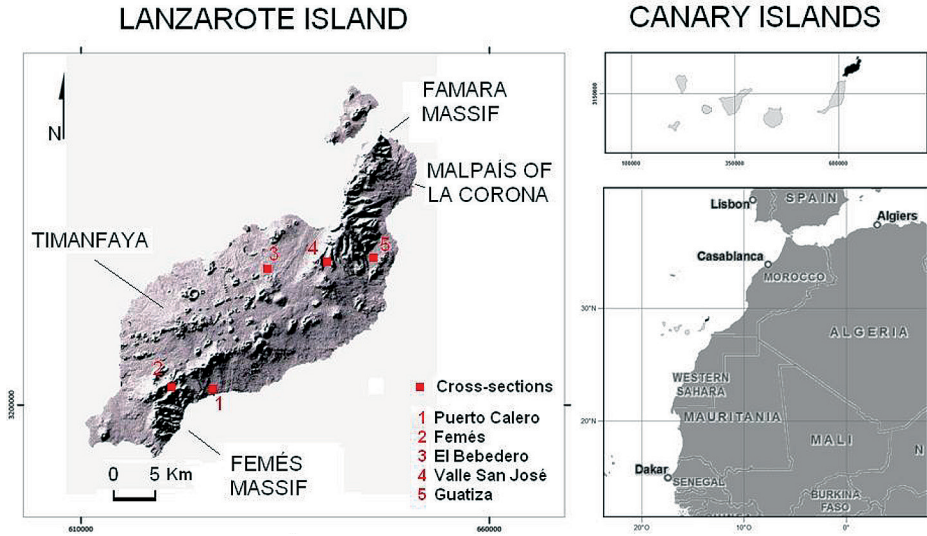 LANZAROTE ISLAND
N
FAMARA
MASSIF
MALPAÍS OF
LA CORONA
TIMANFAYA
3
4
5
2
1
FEMÉS
MASSIF
0 5 Km
Cross-sections
1 Puerto Calero
2 Femés
3 El Bebedero
4 Valle San José
5 Guatiza
3200000
610000
660000
CANARY ISLANDS
3150000
100000
350000
600000
SPAIN
Lisbon
Algiers
Casablanca
MOROCCO
30°N
ALGERIA
WESTERN
SAHARA
MAURITANIA
20°N
MALI
N
Dakar
SENEGAL
BURKINA
FASO
20°O
10°O
0°